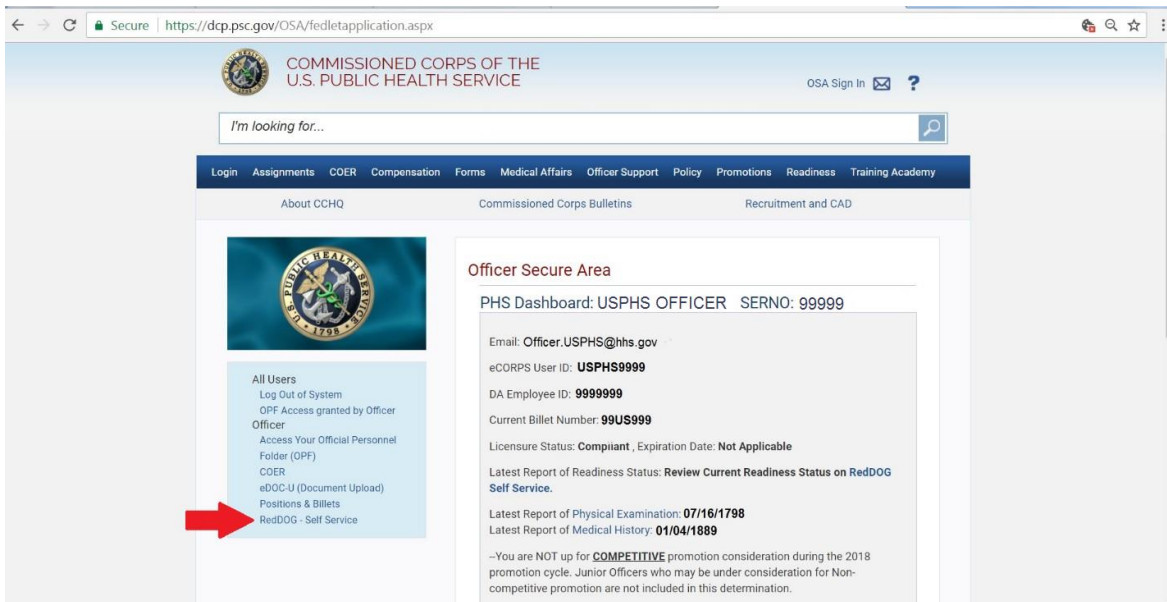 Secure https://dcp.psc.gov/OSA/fedletapplication.aspx
COMMISSIONED CORPS OF THE
U.S. PUBLIC HEALTH SERVICE
OSA Sign In ?
I'm looking for...
Login Assignments COER Compensation Forms Medical Affairs Officer Support Policy Promotions Readiness Training Academy
About CCHQ Commissioned Corps Bulletins Recruitment and CAD
U.S. PUBLIC HEALTH SERVICE
1798
All Users
Log Out of System
OPF Access granted by Officer
Officer
Access Your Official Personnel
Folder (OPF)
COER
eDOC-U (Document Upload)
Positions & Billets
RedDOG - Self Service
Officer Secure Area
PHS Dashboard: USPHS OFFICER SERNO: 99999
Email: Officer.USPHS@hhs.gov
eCORPS User ID: USPHS9999
DA Employee ID: 9999999
Current Billet Number: 99US999
Licensure Status: Compliant , Expiration Date: Not Applicable
Latest Report of Readiness Status: Review Current Readiness Status on RedDOG
Self Service.
Latest Report of Physical Examination: 07/16/1798
Latest Report of Medical History: 01/04/1889
--You are NOT up for COMPETITIVE promotion consideration during the 2018
promotion cycle. Junior Officers who may be under consideration for Non-
competitive promotion are not included in this determination.